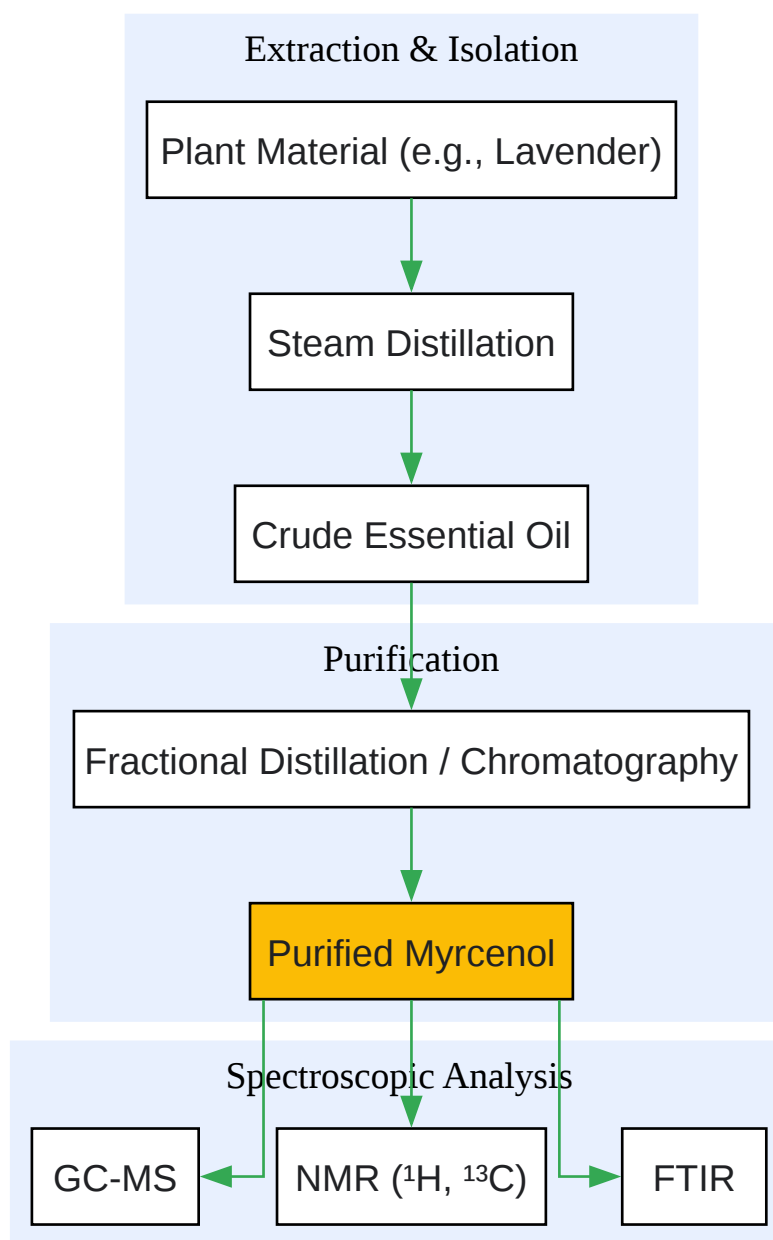 Extraction & Isolation
Plant Material (e.g., Lavender)
Steam Distillation
Crude Essential Oil
Purification
Fractional Distillation / Chromatography
Purified Myrcenol
Spectroscopic Analysis
GC-MS
NMR (¹H, ¹³C)
FTIR